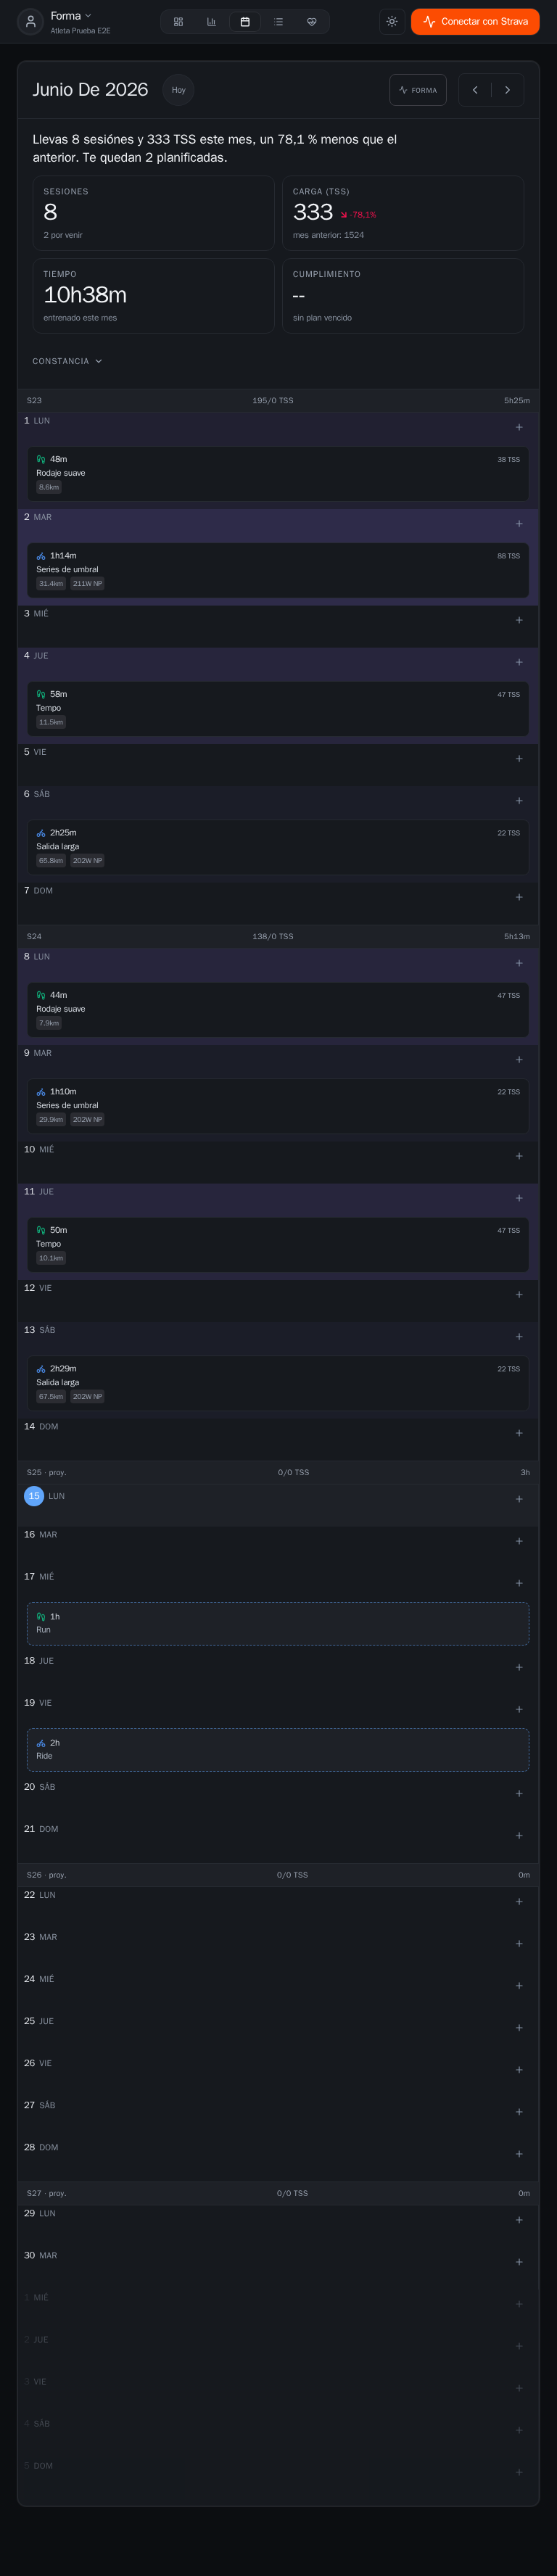 Forma
Atleta Prueba E2E
Conectar con Strava
Junio De 2026
Hoy
FORMA
Llevas 8 sesiónes y 333 TSS este mes, un 78,1 % menos que el
anterior. Te quedan 2 planificadas.
SESIONES
8
2 por venir
CARGA (TSS)
333 -78,1%
mes anterior: 1524
TIEMPO
10h38m
entrenado este mes
CUMPLIMIENTO
--
sin plan vencido
CONSTANCIA
S23 195/0 TSS 5h25m
1 LUN +
48m 38 TSS
Rodaje suave
8.6km
2 MAR +
1h14m 88 TSS
Series de umbral
31.4km 211W NP
3 MIÉ +
4 JUE +
58m 47 TSS
Tempo
11.5km
5 VIE +
6 SÁB +
2h25m 22 TSS
Salida larga
65.8km 202W NP
7 DOM +
S24 138/0 TSS 5h13m
8 LUN +
44m 47 TSS
Rodaje suave
7.9km
9 MAR +
1h10m 22 TSS
Series de umbral
29.9km 202W NP
10 MIÉ +
11 JUE +
50m 47 TSS
Tempo
10.1km
12 VIE +
13 SÁB +
2h29m 22 TSS
Salida larga
67.5km 202W NP
14 DOM +
S25 · proy. 0/0 TSS 3h
15 LUN +
16 MAR +
17 MIÉ +
1h
Run
18 JUE +
19 VIE +
2h
Ride
20 SÁB +
21 DOM +
S26 · proy. 0/0 TSS 0m
22 LUN +
23 MAR +
24 MIÉ +
25 JUE +
26 VIE +
27 SÁB +
28 DOM +
S27 · proy. 0/0 TSS 0m
29 LUN +
30 MAR +
1 MIÉ +
2 JUE +
3 VIE +
4 SÁB +
5 DOM +